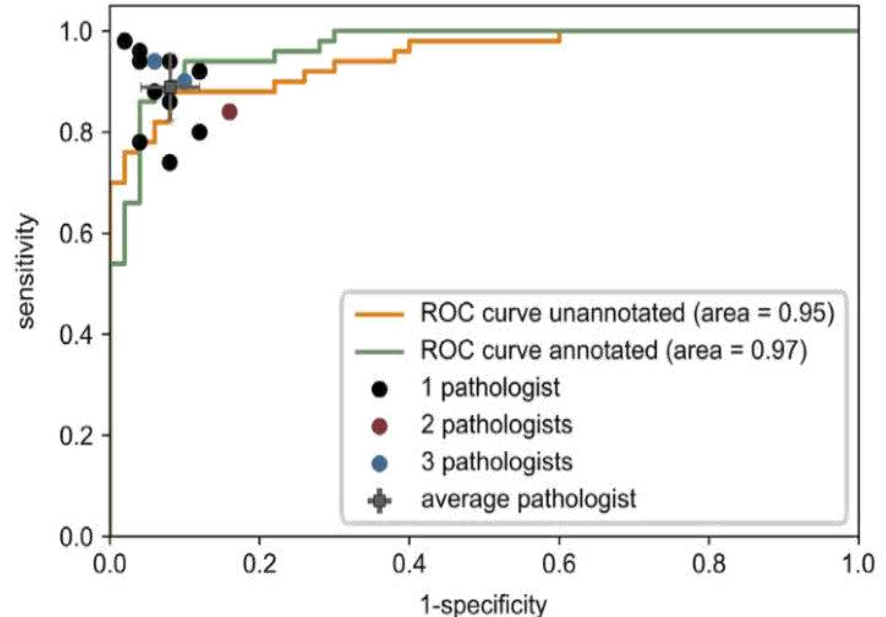 1.0
0.8
0.6
0.4
0.2
0.0
sensitivity
ROC curve unannotated (area = 0.95)
ROC curve annotated (area = 0.97)
1 pathologist
2 pathologists
3 pathologists
average pathologist
0.0 0.2 0.4 0.6 0.8 1.0
1-specificity